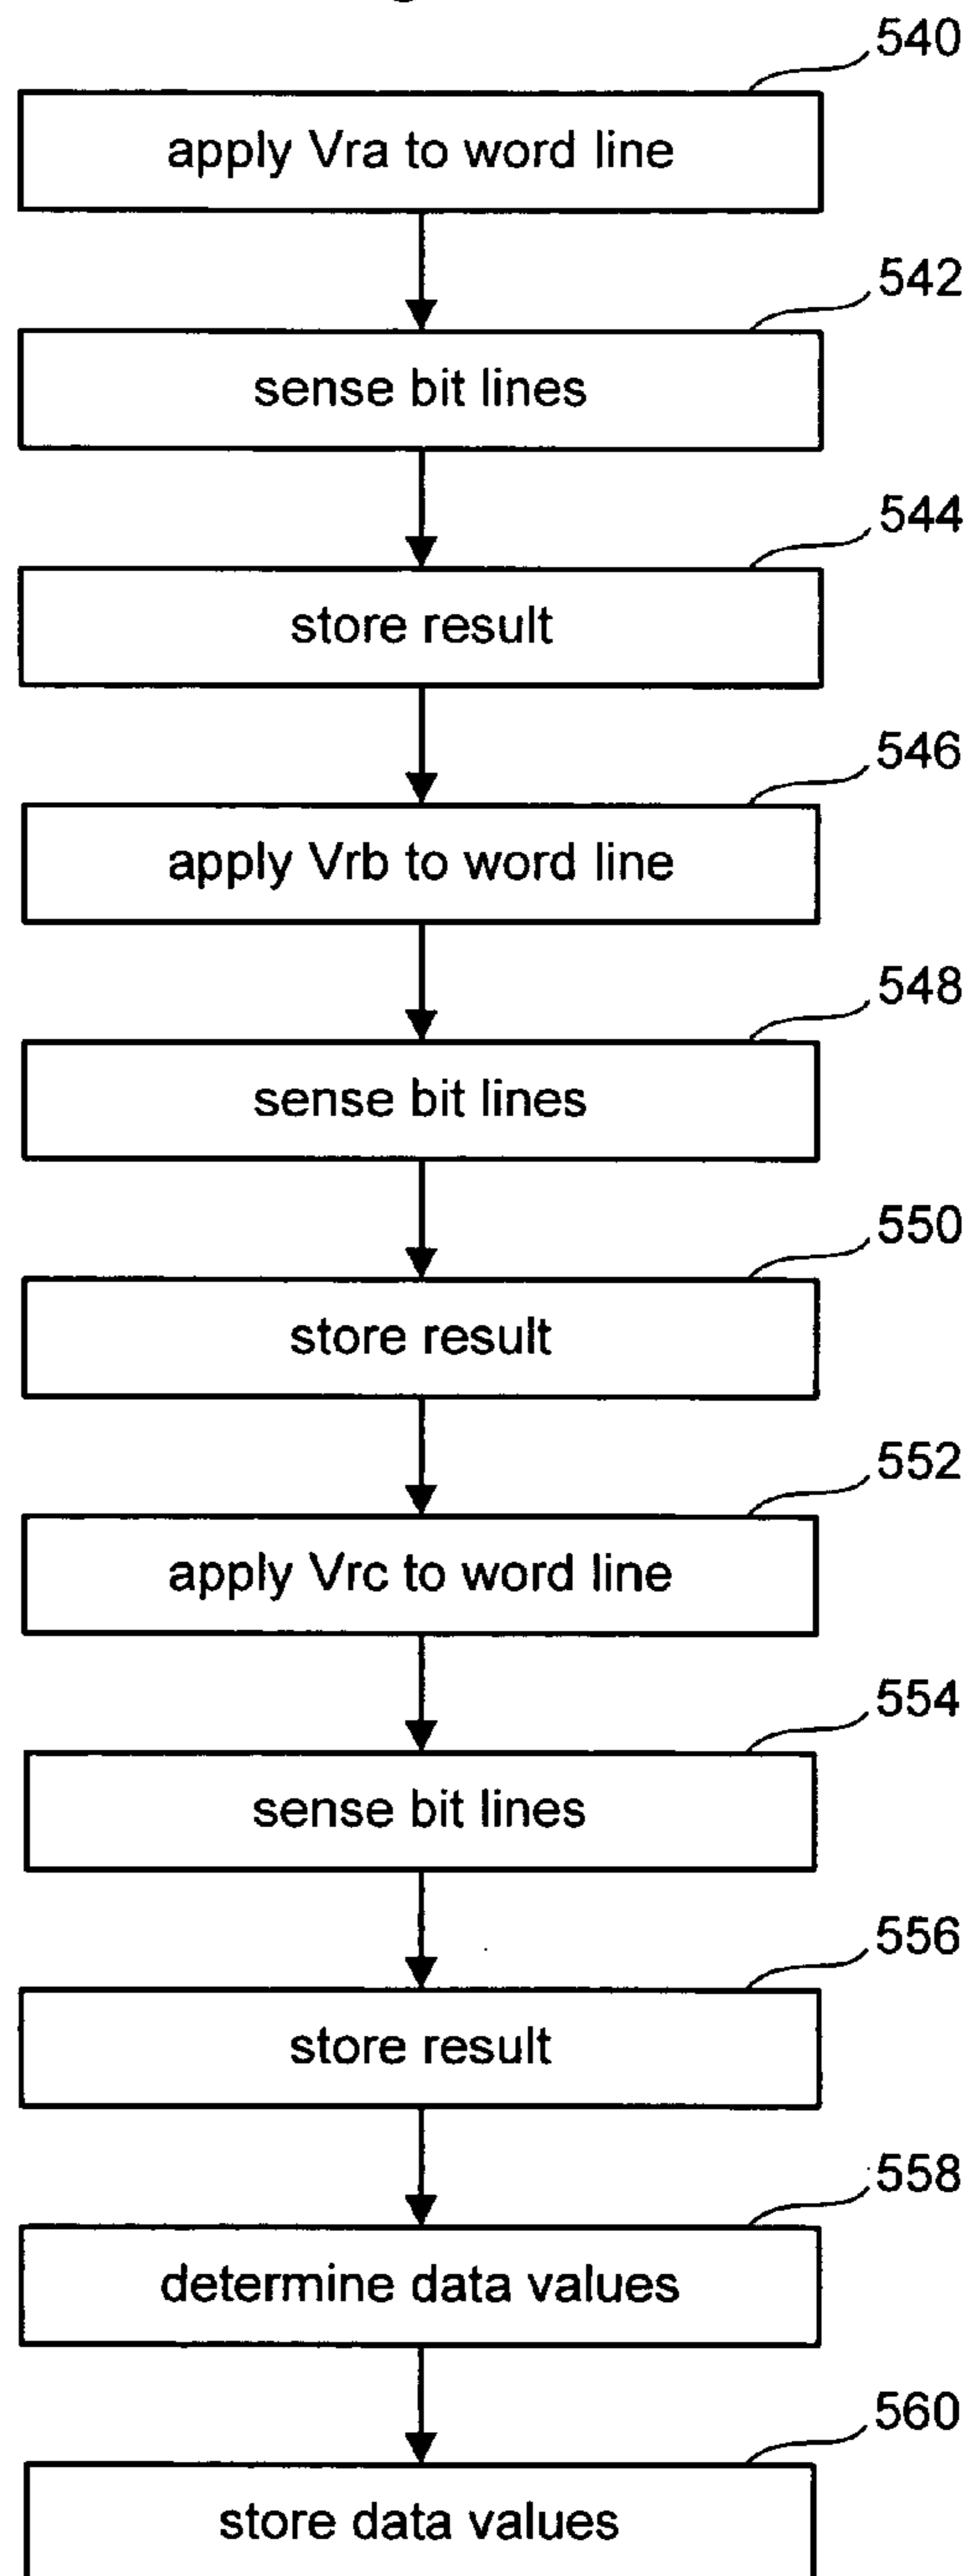 540
apply Vra to word line
542
sense bit lines
544
store result
546
apply Vrb to word line
548
sense bit lines
550
store result
552
apply Vrc to word line
554
sense bit lines
556
store result
558
determine data values
560
store data values